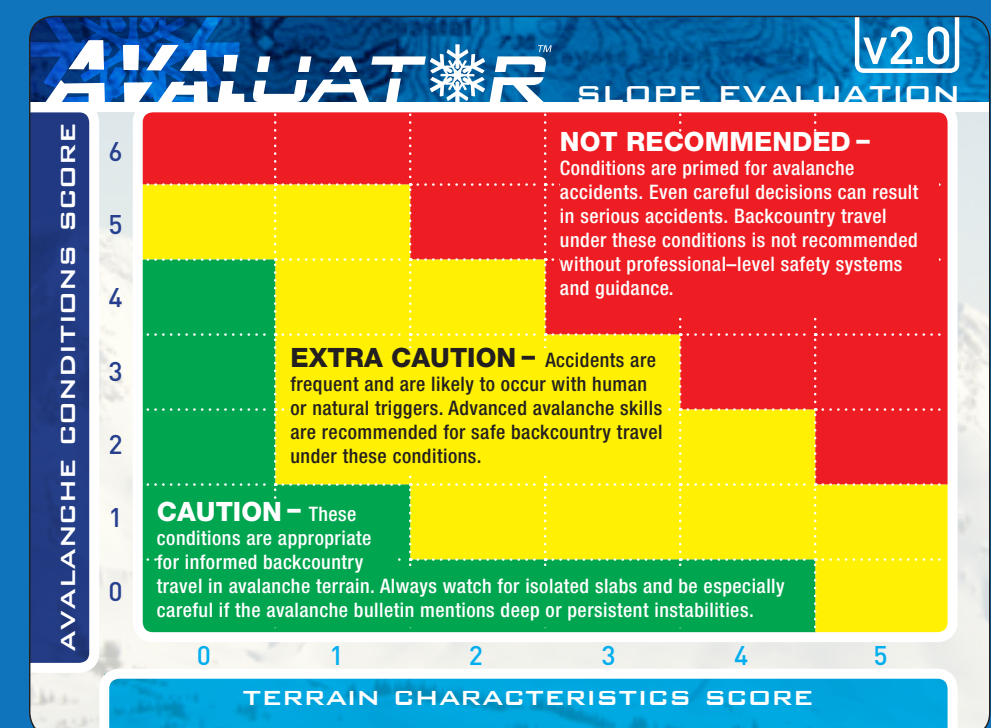 AVALUATOR™
v2.0
SLOPE EVALUATION
AVALANCHE CONDITIONS SCORE
6
5
4
3
2
1
0
NOT RECOMMENDED –
Conditions are primed for avalanche
accidents. Even careful decisions can result
in serious accidents. Backcountry travel
under these conditions is not recommended
without professional–level safety systems
and guidance.
EXTRA CAUTION – Accidents are
frequent and are likely to occur with human
or natural triggers. Advanced avalanche skills
are recommended for safe backcountry travel
under these conditions.
CAUTION – These
conditions are appropriate
for informed backcountry
travel in avalanche terrain. Always watch for isolated slabs and be especially
careful if the avalanche bulletin mentions deep or persistent instabilities.
0 1 2 3 4 5
TERRAIN CHARACTERISTICS SCORE